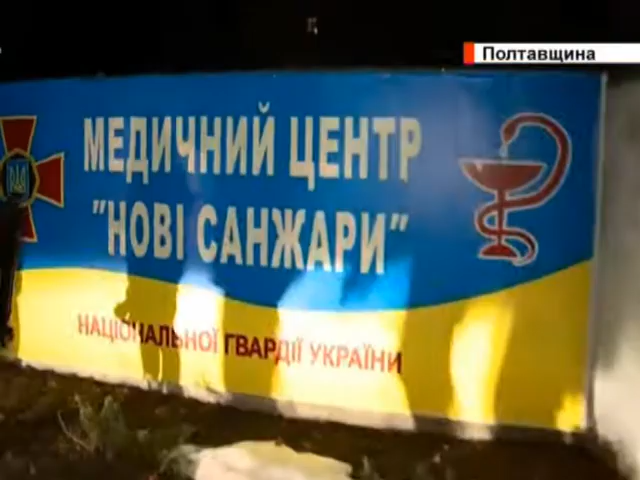 Полтавщина
МЕДИЧНИЙ ЦЕНТР
"НОВІ САНЖАРИ"
НАЦІОНАЛЬНОЇ ГВАРДІЇ УКРАЇНИ